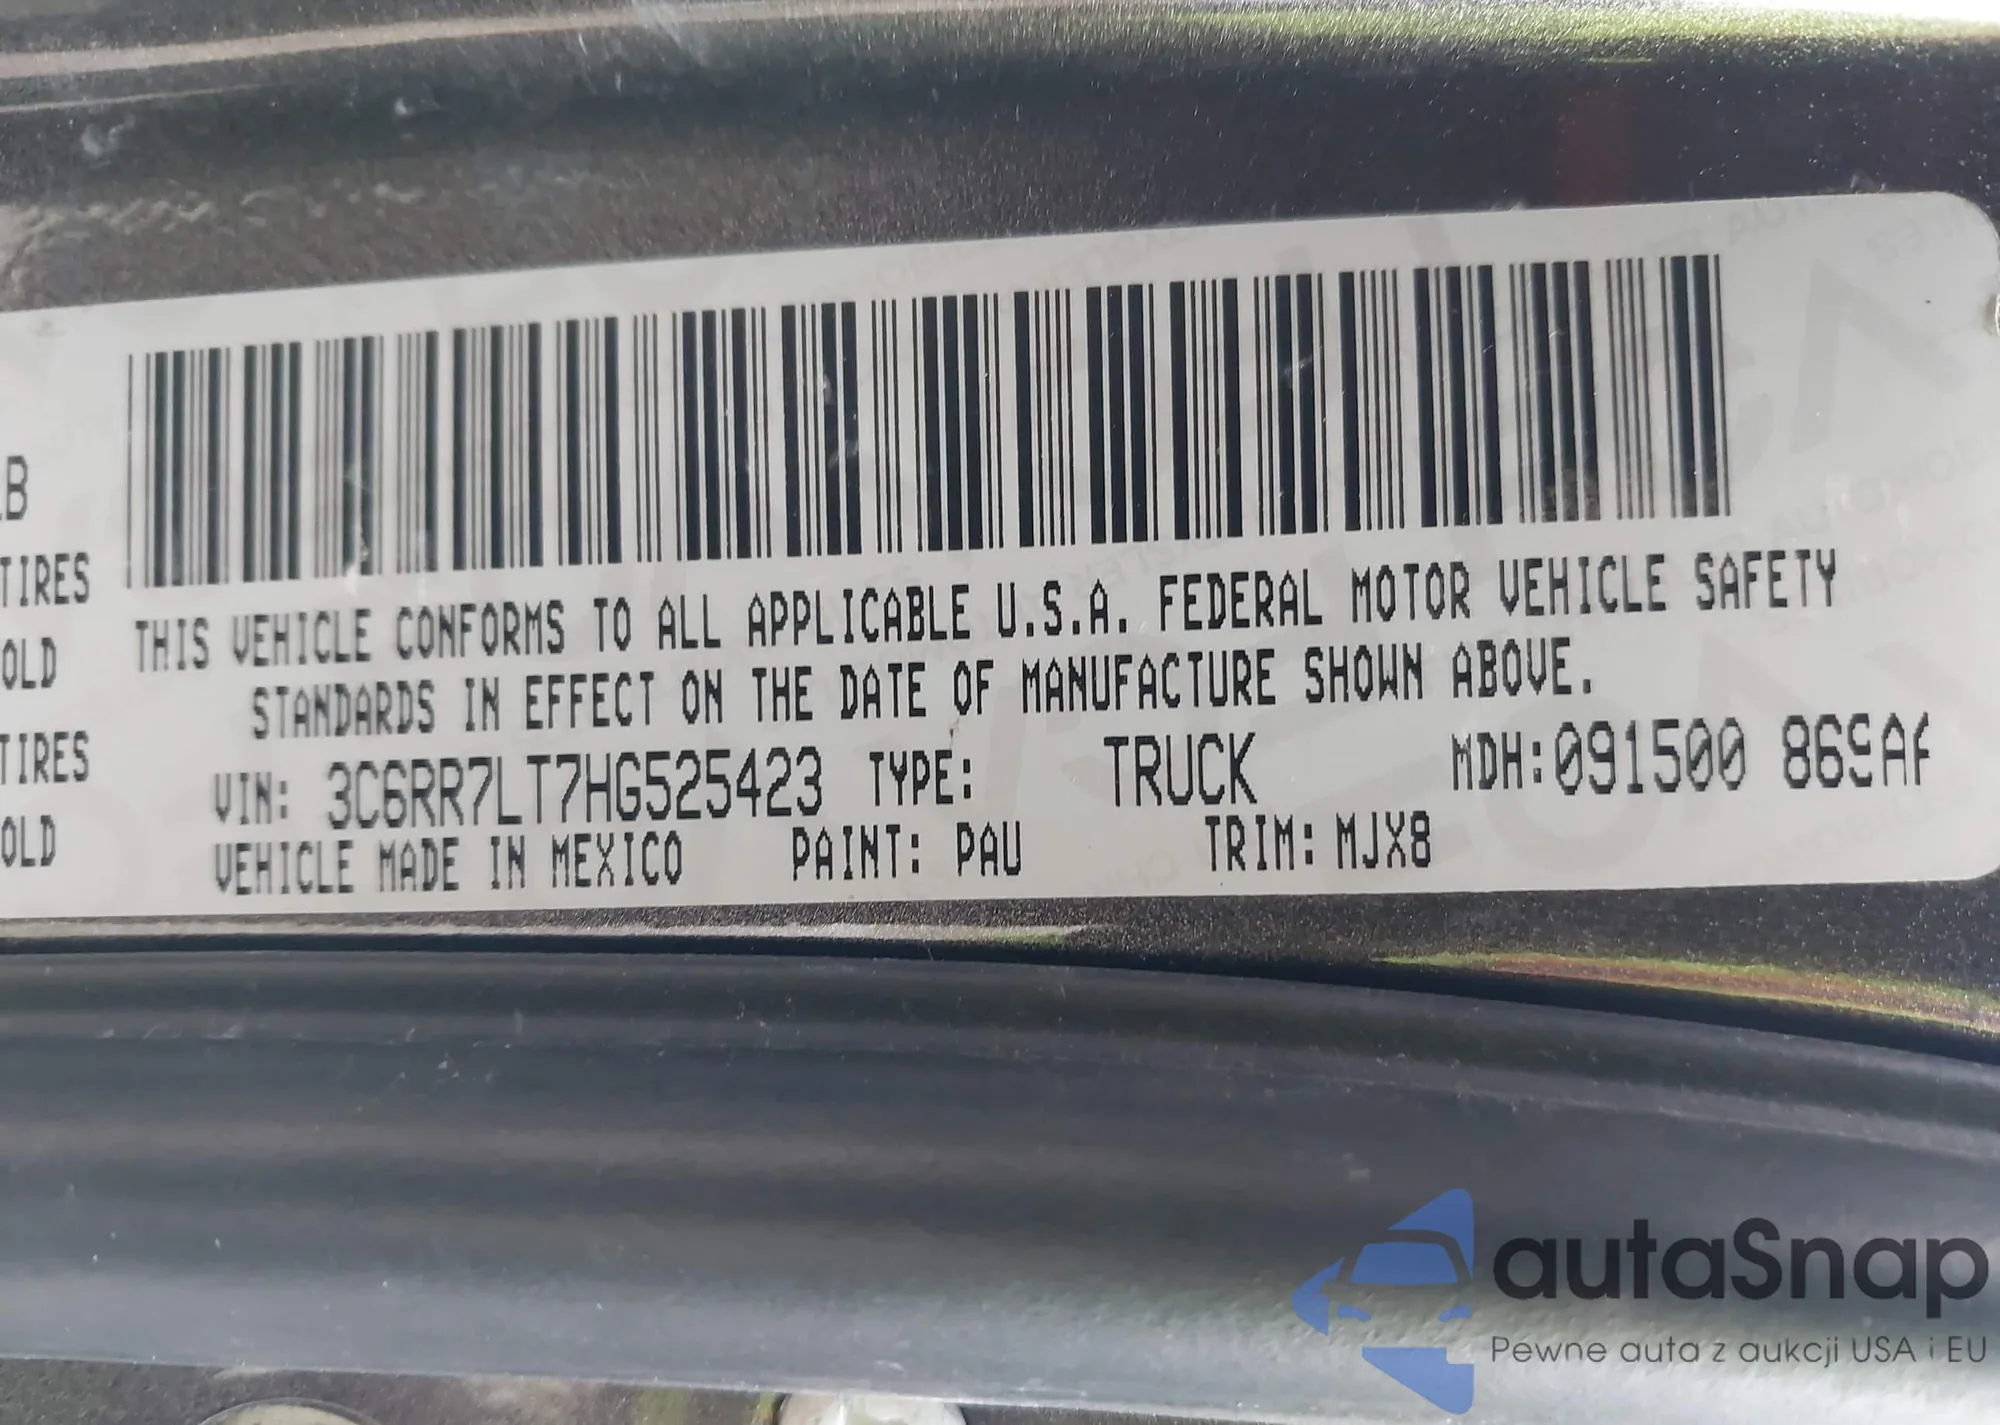 LB
TIRES
OLD
TIRES
OLD
THIS VEHICLE CONFORMS TO ALL APPLICABLE U.S.A. FEDERAL MOTOR VEHICLE SAFETY
STANDARDS IN EFFECT ON THE DATE OF MANUFACTURE SHOWN ABOVE.
VIN: 3C6RR7LT7HG525423 TYPE: TRUCK MDH:091500
VEHICLE MADE IN MEXICO PAINT: PAU TRIM: MJX8
autaSnap
Pewne auta z aukcji USA i EU